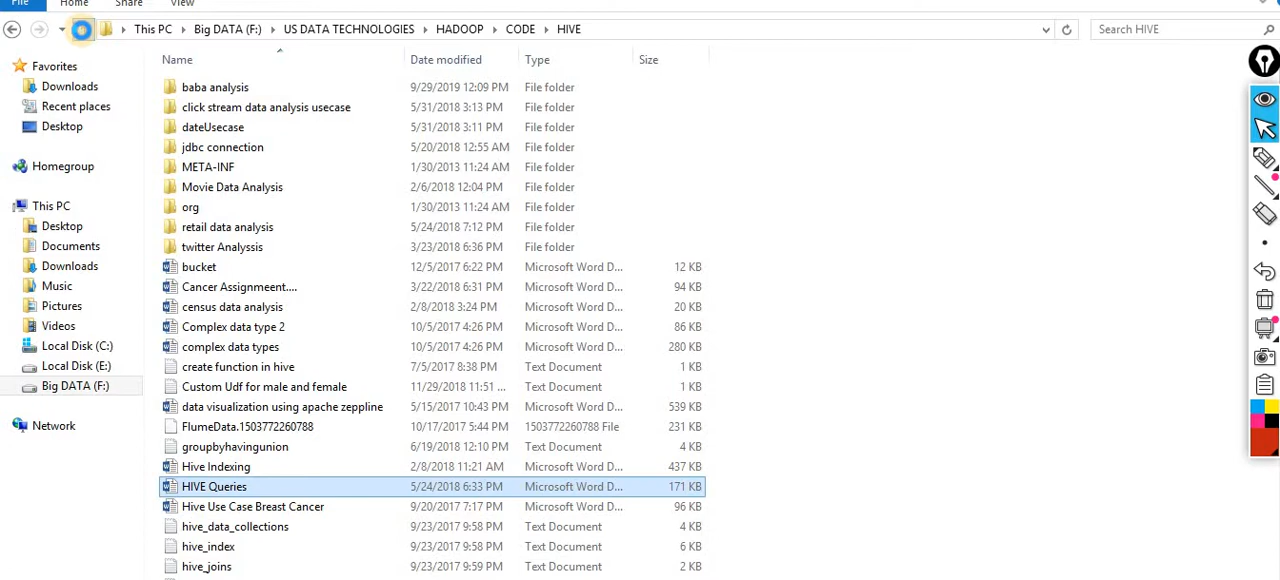 File Home Share View
This PC Big DATA (F:) US DATA TECHNOLOGIES HADOOP CODE HIVE Search HIVE
Favorites
Downloads
Recent places
Desktop
Homegroup
This PC
Desktop
Documents
Downloads
Music
Pictures
Videos
Local Disk (C:)
Local Disk (E:)
Big DATA (F:)
Network
Name Date modified Type Size
baba analysis 9/29/2019 12:09 PM File folder
click stream data analysis usecase 5/31/2018 3:13 PM File folder
dateUsecase 5/31/2018 3:11 PM File folder
jdbc connection 5/20/2018 12:55 AM File folder
META-INF 1/30/2013 11:24 AM File folder
Movie Data Analysis 2/6/2018 12:04 PM File folder
org 1/30/2013 11:24 AM File folder
retail data analysis 5/24/2018 7:12 PM File folder
twitter Analyssis 3/23/2018 6:36 PM File folder
bucket 12/5/2017 6:22 PM Microsoft Word D... 12 KB
Cancer Assignmeent.... 3/22/2018 6:31 PM Microsoft Word D... 94 KB
census data analysis 2/8/2018 3:24 PM Microsoft Word D... 20 KB
Complex data type 2 10/5/2017 4:26 PM Microsoft Word D... 86 KB
complex data types 10/5/2017 4:26 PM Microsoft Word D... 280 KB
create function in hive 7/5/2017 8:38 PM Text Document 1 KB
Custom Udf for male and female 11/29/2018 11:51 ... Text Document 1 KB
data visualization using apache zeppline 5/15/2017 10:43 PM Microsoft Word D... 539 KB
FlumeData.1503772260788 10/17/2017 5:44 PM 1503772260788 File 231 KB
groupbyhavingunion 6/19/2018 12:10 PM Text Document 4 KB
Hive Indexing 2/8/2018 11:21 AM Microsoft Word D... 437 KB
HIVE Queries 5/24/2018 6:33 PM Microsoft Word D... 171 KB
Hive Use Case Breast Cancer 9/20/2017 7:17 PM Microsoft Word D... 96 KB
hive_data_collections 9/23/2017 9:58 PM Text Document 4 KB
hive_index 9/23/2017 9:58 PM Text Document 6 KB
hive_joins 9/23/2017 9:59 PM Text Document 2 KB